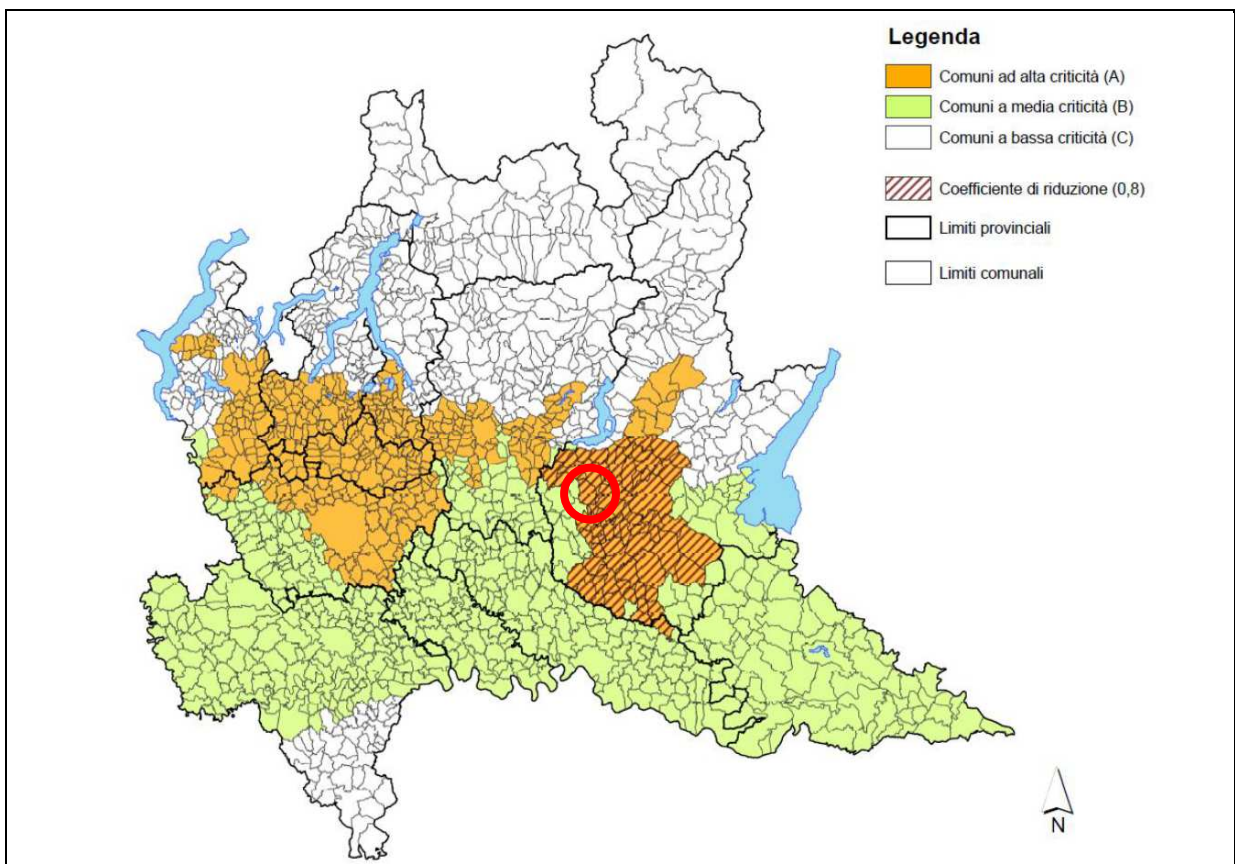 Legenda
Comuni ad alta criticità (A)
Comuni a media criticità (B)
Comuni a bassa criticità (C)
Coefficiente di riduzione (0,8)
Limiti provinciali
Limiti comunali
N